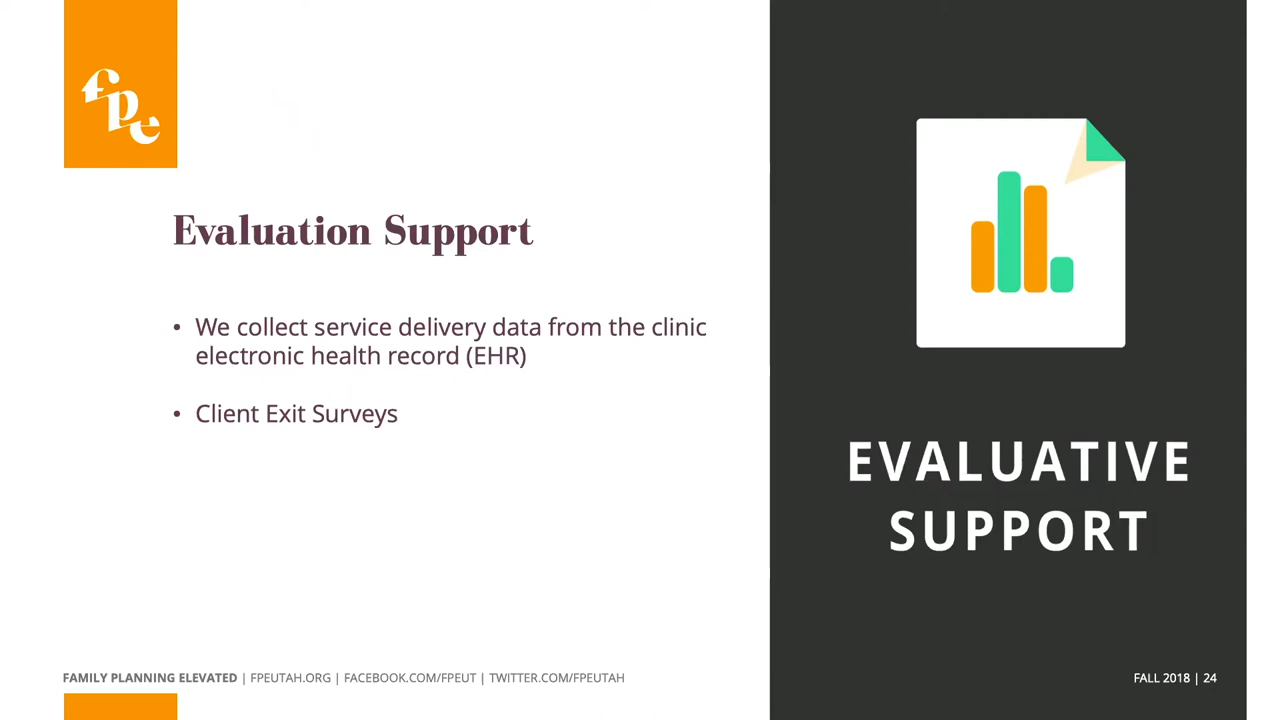 fpe
Evaluation Support
• We collect service delivery data from the clinic
electronic health record (EHR)
• Client Exit Surveys
EVALUATIVE
SUPPORT
FAMILY PLANNING ELEVATED | FPEUTAH.ORG | FACEBOOK.COM/FPEUT | TWITTER.COM/FPEUTAH
FALL 2018 | 24